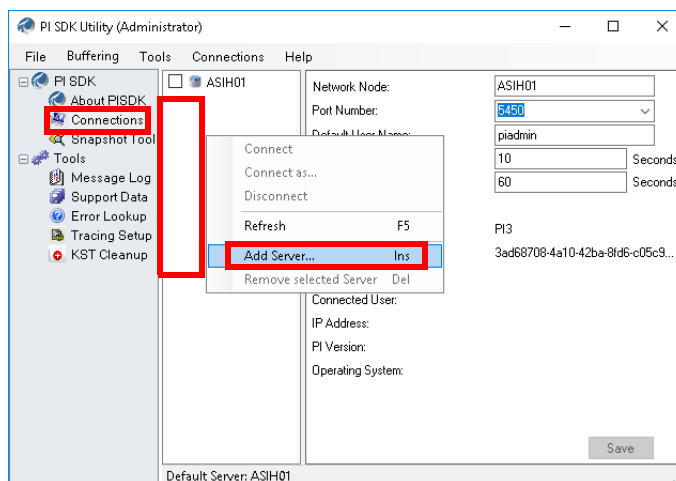 PI SDK Utility (Administrator)
File Buffering Tools Connections Help
PI SDK
About PISDK
Connections
Snapshot Tool
Tools
Message Log
Support Data
Error Lookup
Tracing Setup
KST Cleanup
ASIH01
Network Node: ASIH01
Port Number: 5450
Default User Name: piadmin
10 Seconds
60 Seconds
PI3
3ad68708-4a10-42ba-8fd6-c05c9...
Connect
Connect as...
Disconnect
Refresh F5
Add Server... Ins
Remove selected Server Del
Connected User:
IP Address:
PI Version:
Operating System:
Save
Default Server: ASIH01